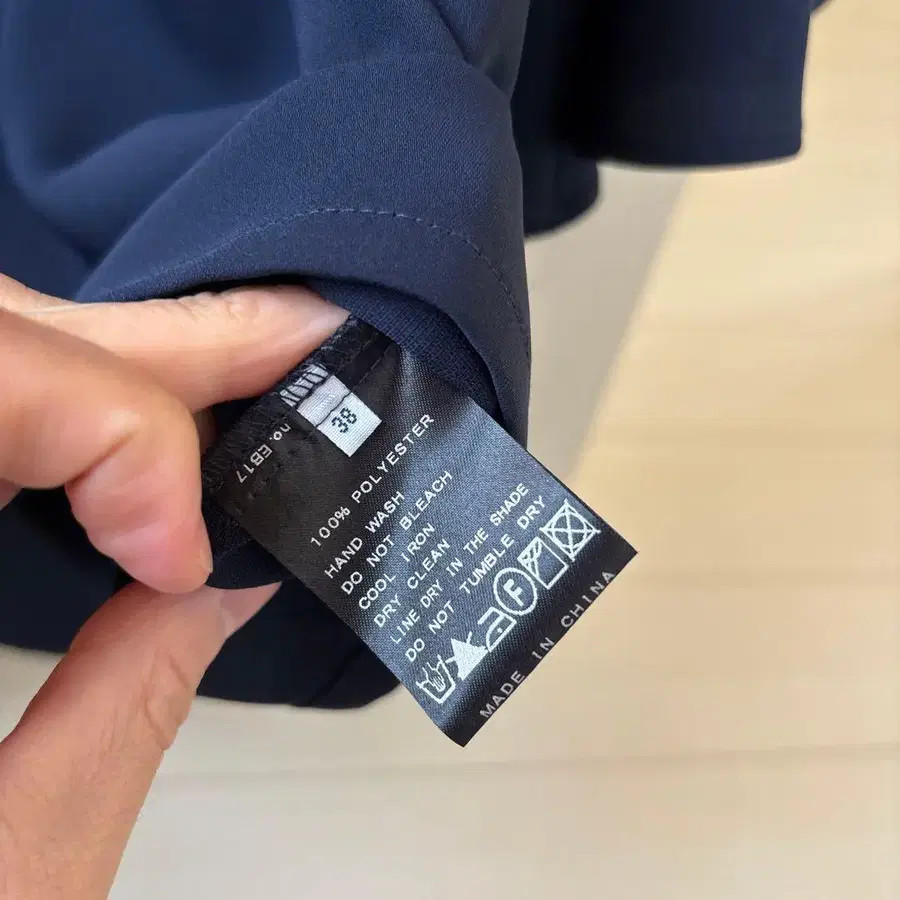 38
no.EB17
100% POLYESTER
HAND WASH
DO NOT BLEACH
COOL IRON
DRY CLEAN
LINE DRY IN THE SHADE
DO NOT TUMBLE DRY
F
MADE IN CHINA